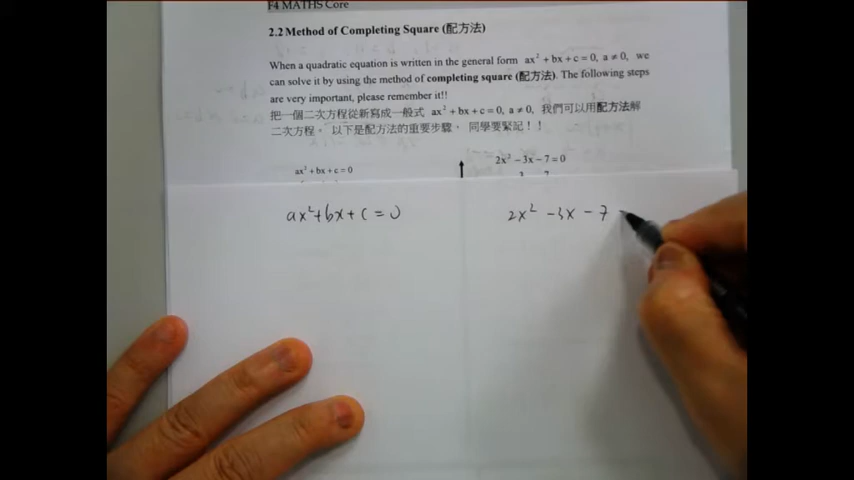 F4 MATHS Core
2.2 Method of Completing Square (配方法)
When a quadratic equation is written in the general form ax² + bx + c = 0, a ≠ 0, we
can solve it by using the method of completing square (配方法). The following steps
are very important, please remember it!!
把一個二次方程從新寫成一般式 ax² + bx + c = 0, a ≠ 0, 我們可以用配方法解
二次方程。以下是配方法的重要步驟, 同學要緊記!!
ax² + bx + c = 0
2x² − 3x − 7 = 0
ax² + bx + c = 0
2x² − 3x − 7